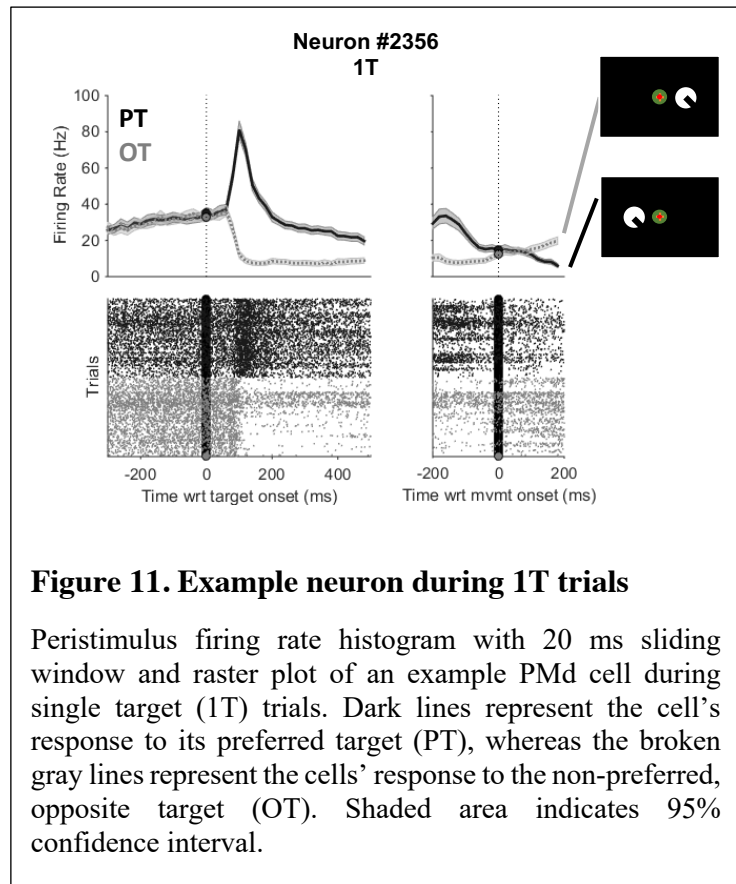 Neuron #2356
1T
PT
OT
Firing Rate (Hz)
100
80
60
40
20
0
Trials
-200 0 200 400
Time wrt target onset (ms)
-200 0 200
Time wrt mvmt onset (ms)
Figure 11. Example neuron during 1T trials
Peristimulus firing rate histogram with 20 ms sliding
window and raster plot of an example PMd cell during
single target (1T) trials. Dark lines represent the cell’s
response to its preferred target (PT), whereas the broken
gray lines represent the cells’ response to the non-preferred,
opposite target (OT). Shaded area indicates 95%
confidence interval.